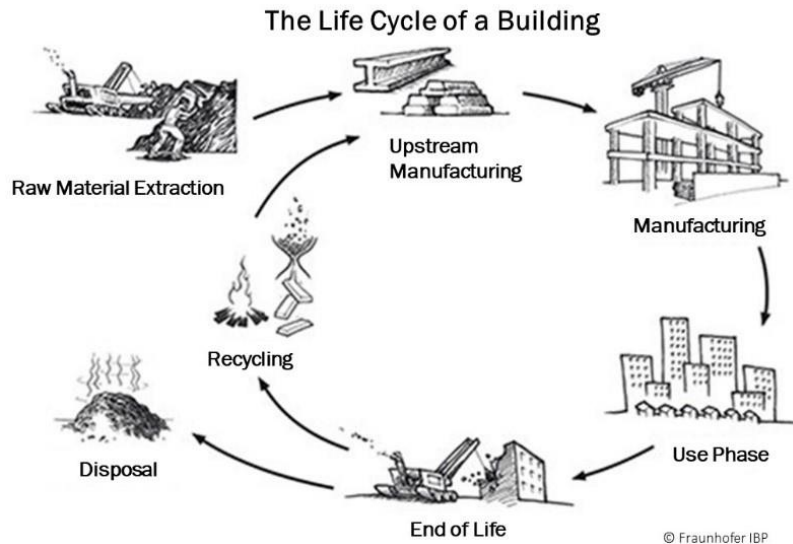 The Life Cycle of a Building
Raw Material Extraction
Upstream
Manufacturing
Manufacturing
Use Phase
End of Life
Disposal
Recycling
© Fraunhofer IBP